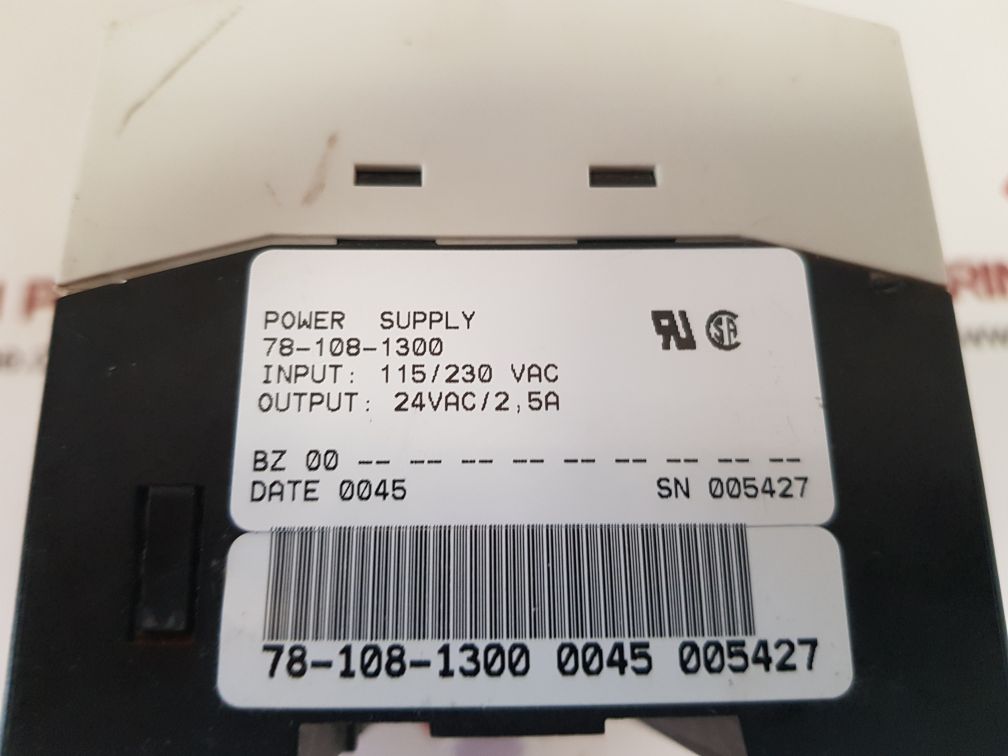 POWER SUPPLY
78-108-1300
INPUT: 115/230 VAC
OUTPUT: 24VAC/2,5A
BZ 00 -- -- -- -- -- -- -- -- --
DATE 0045
SN 005427
78-108-1300 0045 005427